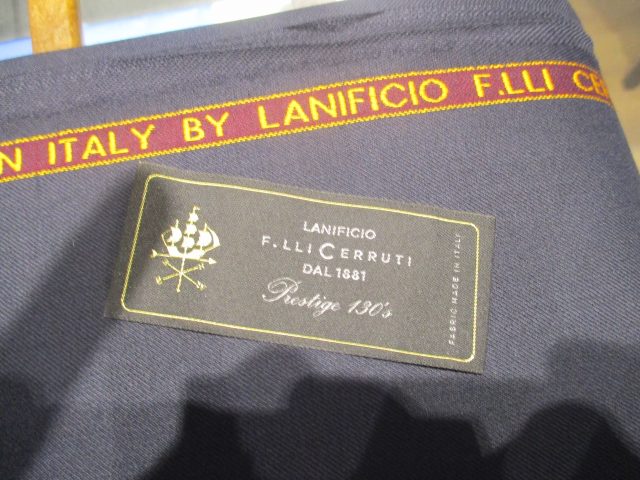 N ITALY BY LANIFICIO F.LLI CE
LANIFICIO
F.LLI CERRUTI
DAL 1881
Prestige 130's
FABRIC MADE IN ITALY